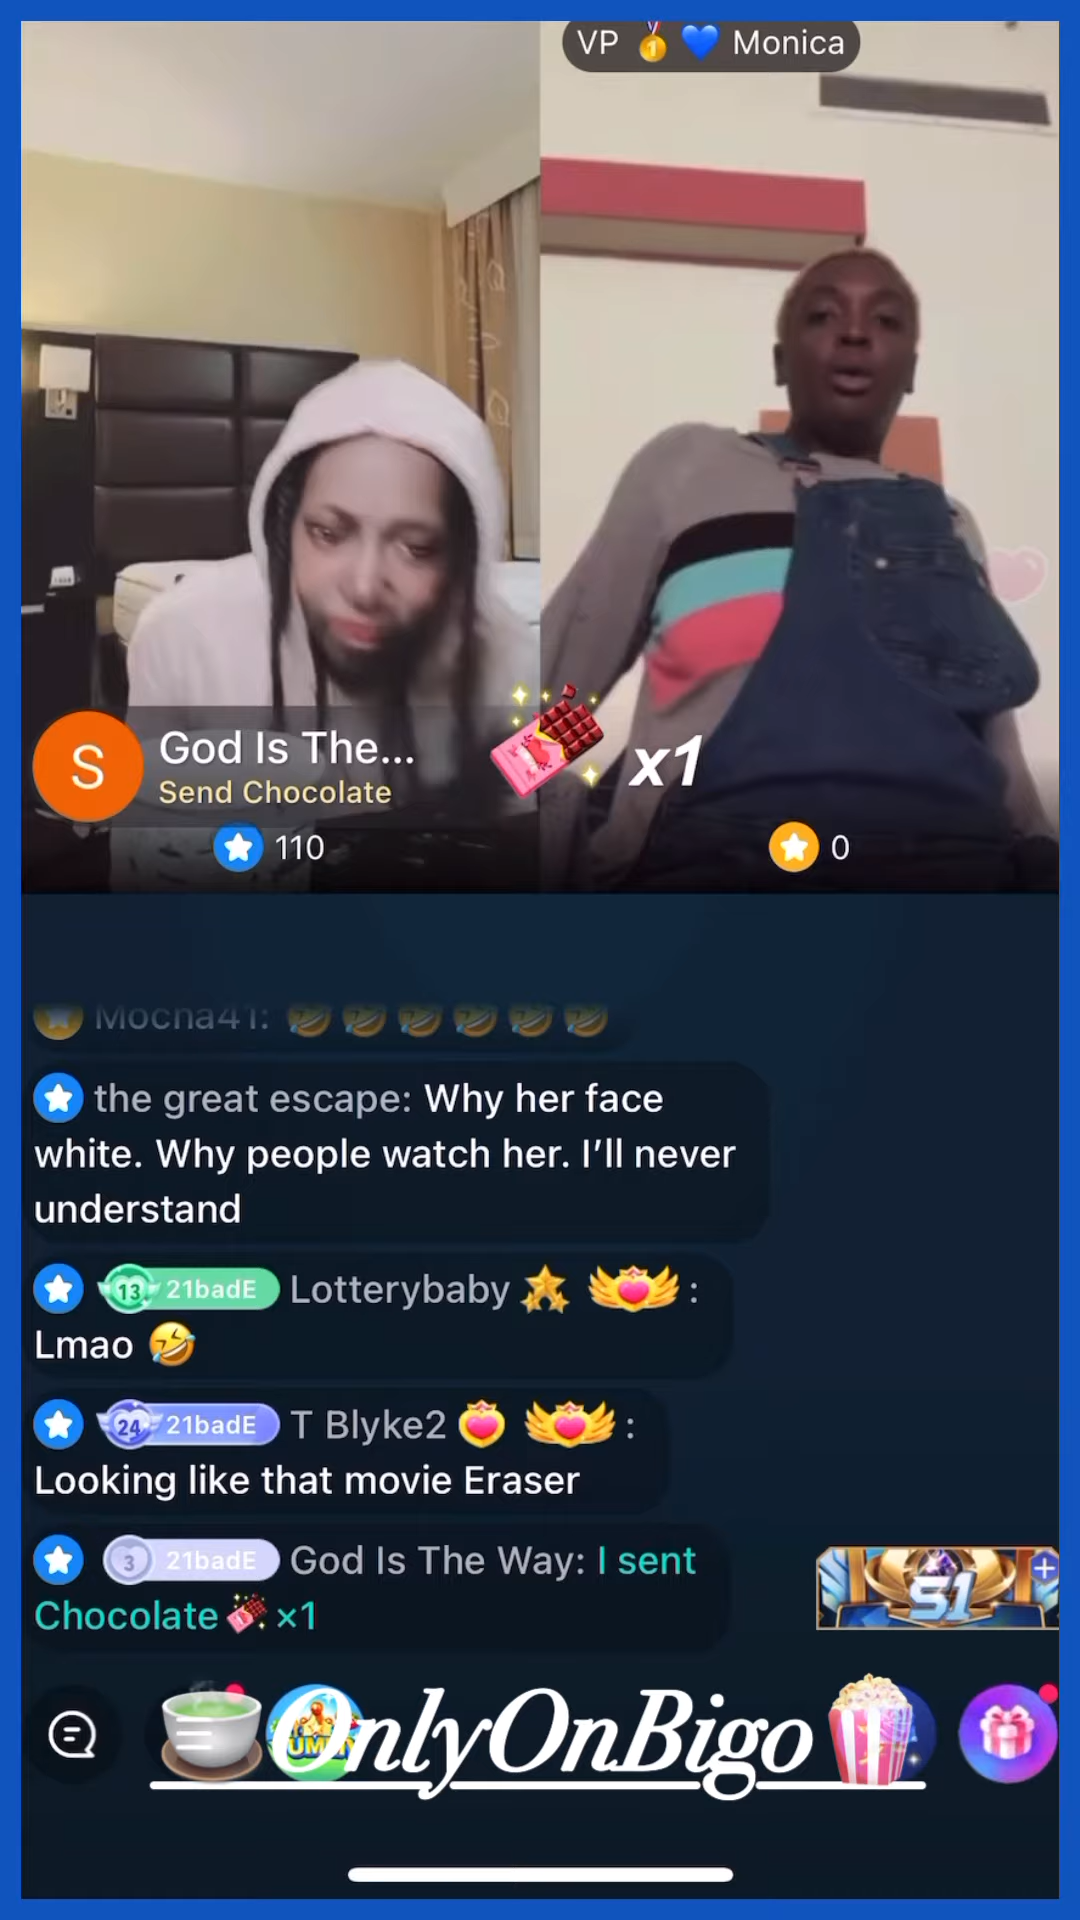 VP 🥇 💙 Monica
S
God Is The...
Send Chocolate
x1
110
0
Mocha41: 🤣🤣🤣🤣🤣🤣
the great escape: Why her face
white. Why people watch her. I’ll never
understand
13 21badE Lotterybaby :
Lmao 🤣
24 21badE T Blyke2 :
Looking like that movie Eraser
3 21badE God Is The Way: I sent
Chocolate x1
S1
OnlyOnBigo